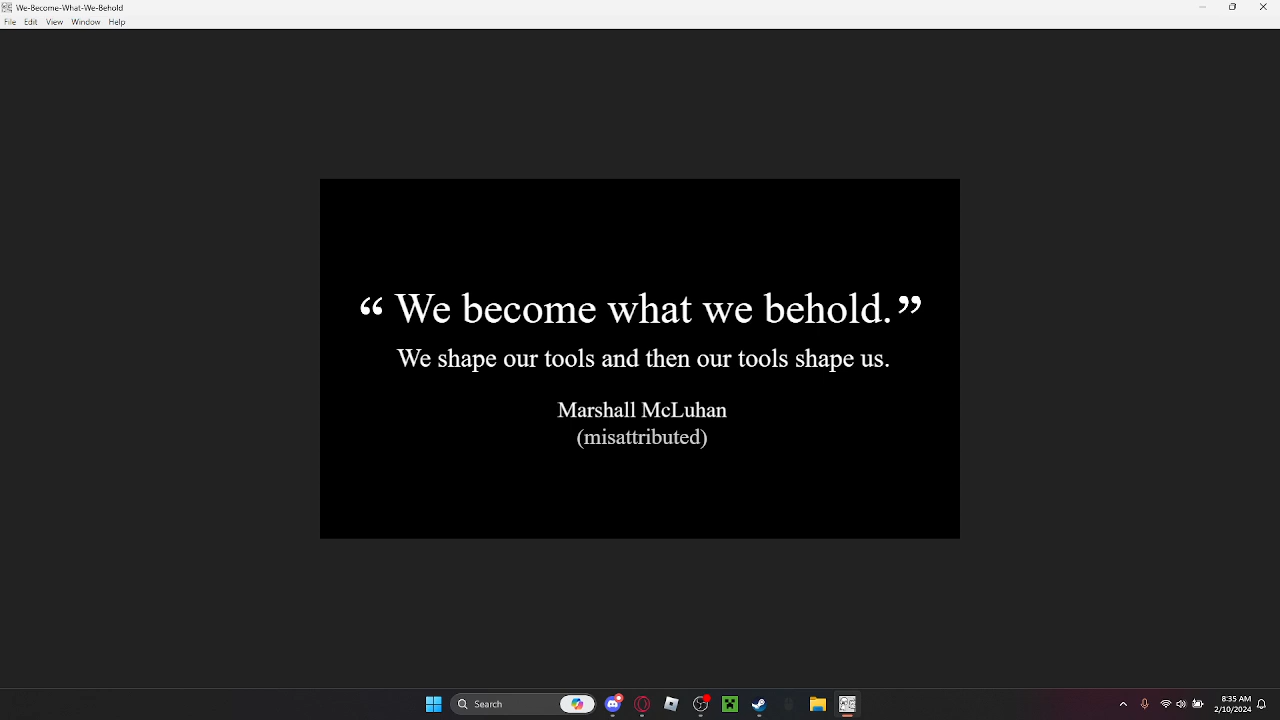 We-Become-What-We-Behold
File Edit View Window Help
“ We become what we behold. ”
We shape our tools and then our tools shape us.
Marshall McLuhan
(misattributed)
Search
8:35 AM
2/10/2024